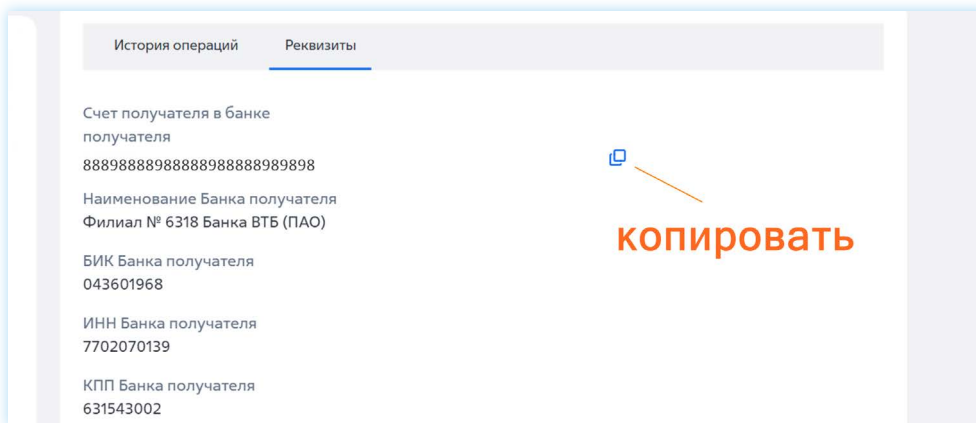 История операций Реквизиты
Счет получателя в банке
получателя
88898888988888988888989898
Наименование Банка получателя
Филиал № 6318 Банка ВТБ (ПАО)
копировать
БИК Банка получателя
043601968
ИНН Банка получателя
7702070139
КПП Банка получателя
631543002